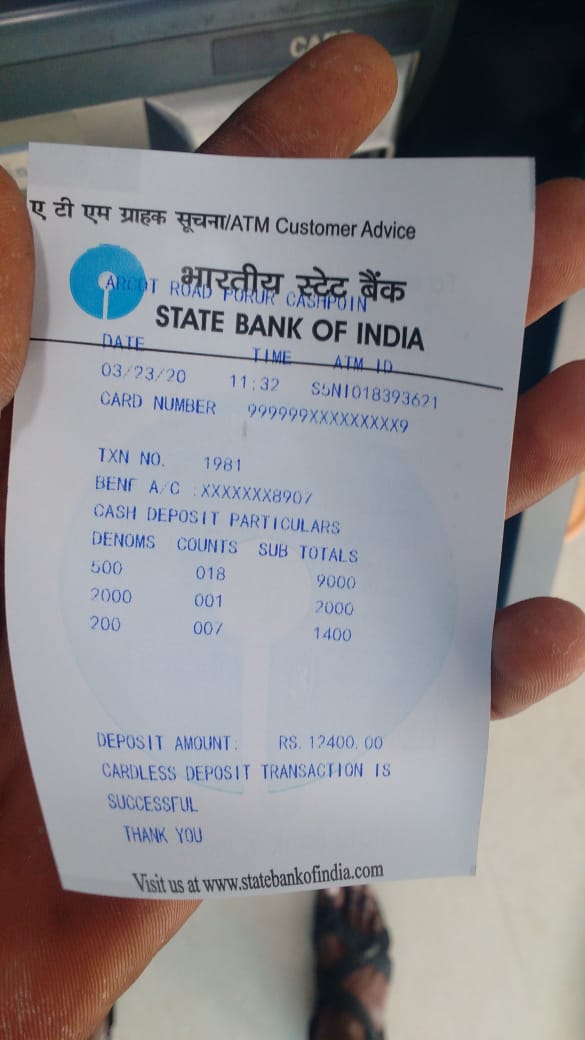 ए टी एम ग्राहक सूचना/ATM Customer Advice
भारतीय स्टेट बैंक
ARCOT ROAD PORUR CASHPOIN
STATE BANK OF INDIA
DATE TIME ATM ID
03/23/20 11:32 S5NI018393621
CARD NUMBER 999999XXXXXXXXX9
TXN NO. 1981
BENF A/C :XXXXXXX8907
CASH DEPOSIT PARTICULARS
DENOMS COUNTS SUB TOTALS
500 018 9000
2000 001 2000
200 007 1400
DEPOSIT AMOUNT: RS. 12400.00
CARDLESS DEPOSIT TRANSACTION IS
SUCCESSFUL
THANK YOU
Visit us at www.statebankofindia.com